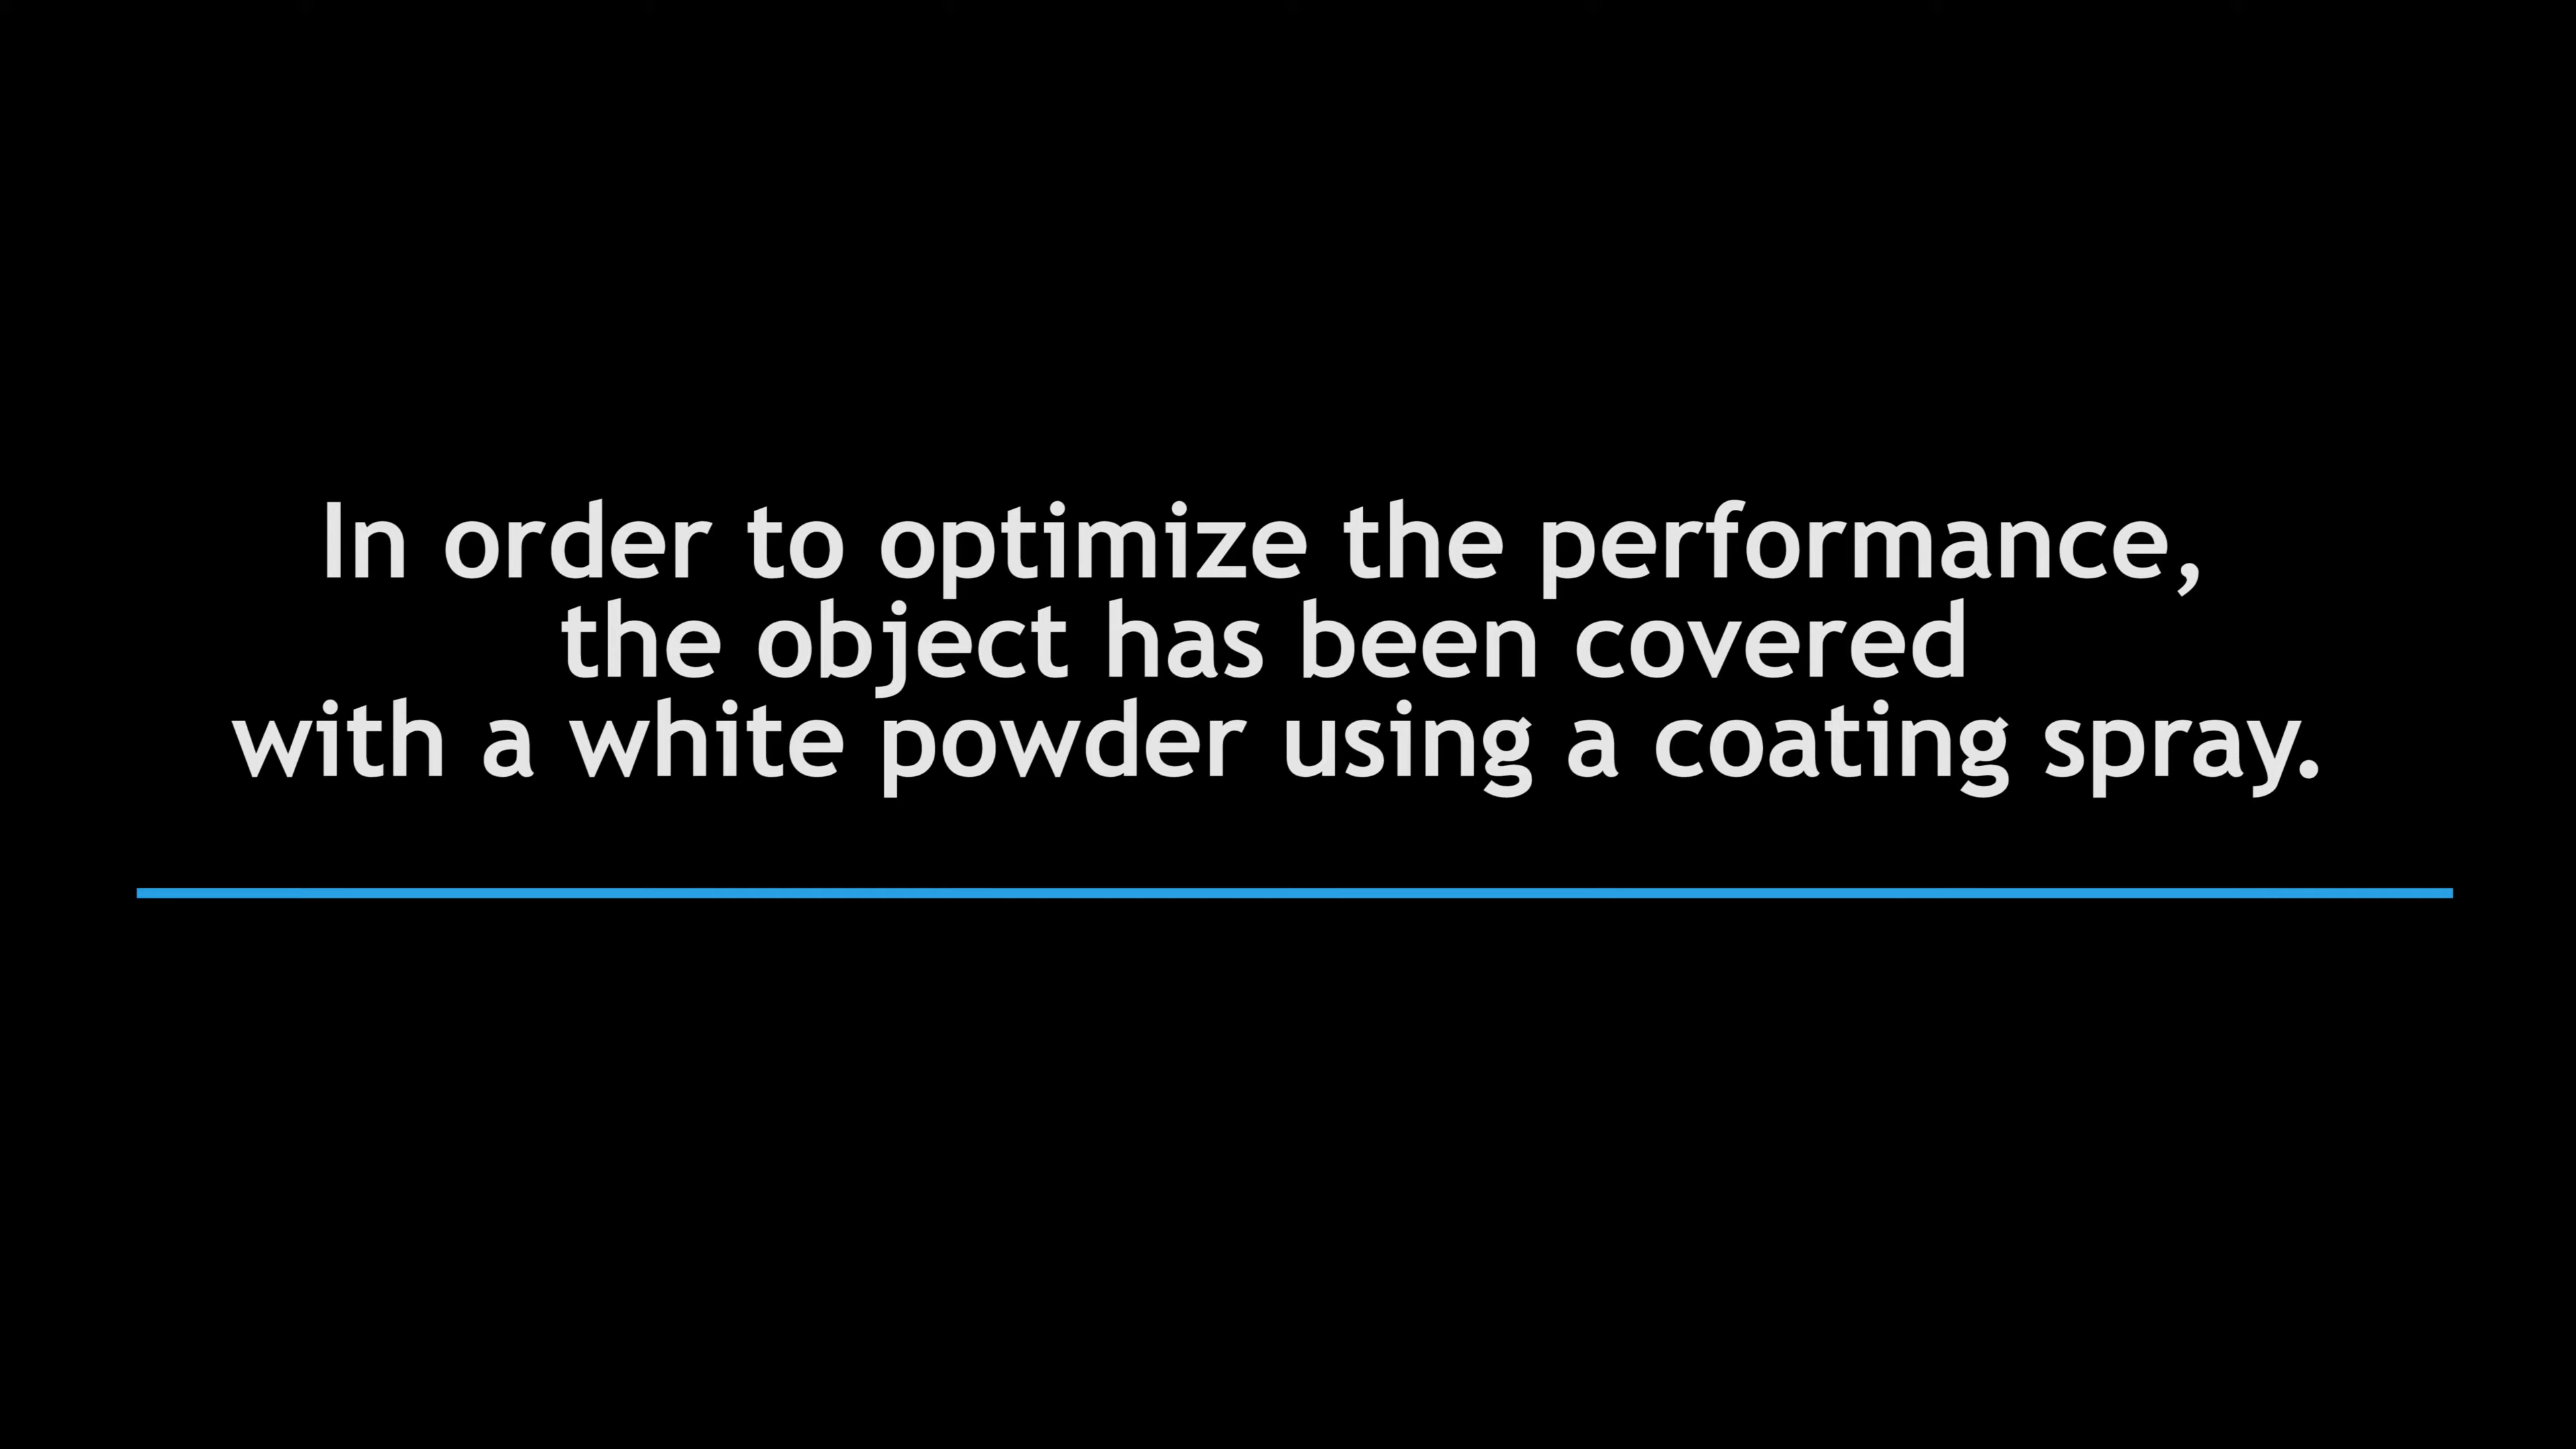 In order to optimize the performance,
the object has been covered
with a white powder using a coating spray.